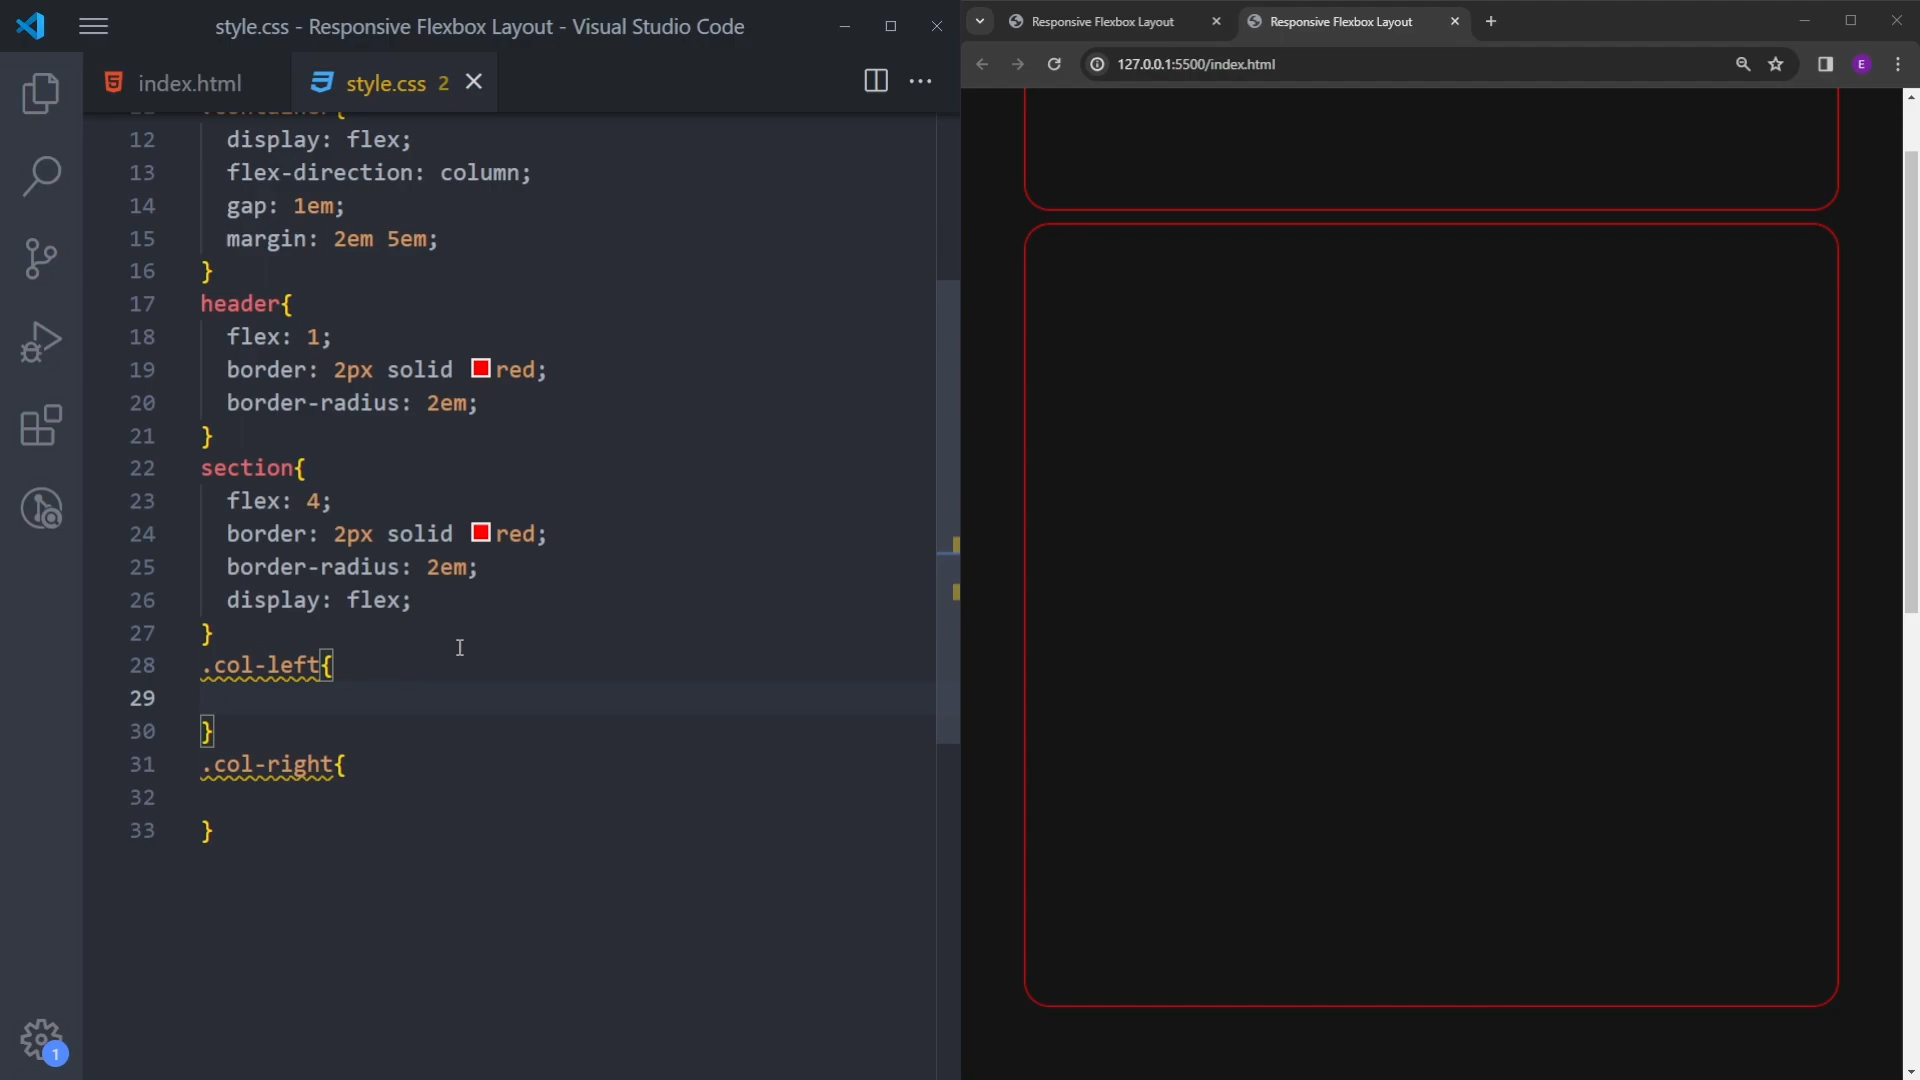 style.css - Responsive Flexbox Layout - Visual Studio Code
index.html
style.css 2
12 display: flex;
13 flex-direction: column;
14 gap: 1em;
15 margin: 2em 5em;
16 }
17 header{
18 flex: 1;
19 border: 2px solid red;
20 border-radius: 2em;
21 }
22 section{
23 flex: 4;
24 border: 2px solid red;
25 border-radius: 2em;
26 display: flex;
27 }
28 .col-left{
29
30 }
31 .col-right{
32
33 }
1
Responsive Flexbox Layout
Responsive Flexbox Layout
127.0.0.1:5500/index.html
E